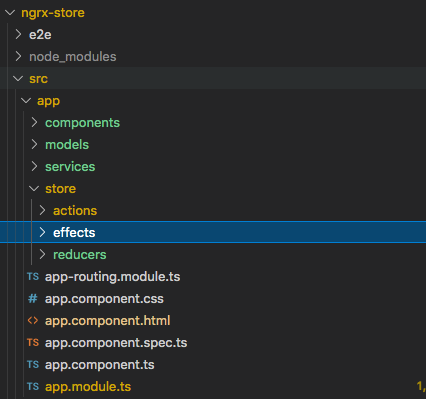 ngrx-store
e2e
node_modules
src
app
components
models
services
store
actions
effects
reducers
TS app-routing.module.ts
# app.component.css
<> app.component.html
TS app.component.spec.ts
TS app.component.ts
TS app.module.ts 1,